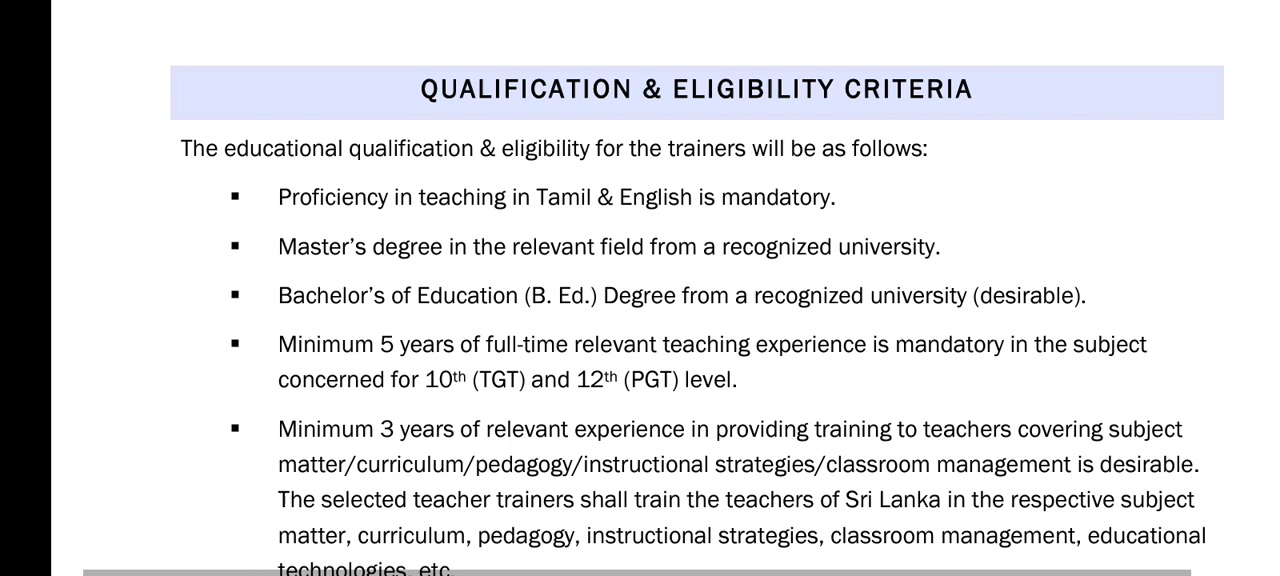 QUALIFICATION & ELIGIBILITY CRITERIA
The educational qualification & eligibility for the trainers will be as follows:
▪ Proficiency in teaching in Tamil & English is mandatory.
▪ Master’s degree in the relevant field from a recognized university.
▪ Bachelor’s of Education (B. Ed.) Degree from a recognized university (desirable).
▪ Minimum 5 years of full-time relevant teaching experience is mandatory in the subject
concerned for 10th (TGT) and 12th (PGT) level.
▪ Minimum 3 years of relevant experience in providing training to teachers covering subject
matter/curriculum/pedagogy/instructional strategies/classroom management is desirable.
The selected teacher trainers shall train the teachers of Sri Lanka in the respective subject
matter, curriculum, pedagogy, instructional strategies, classroom management, educational
technologies, etc.